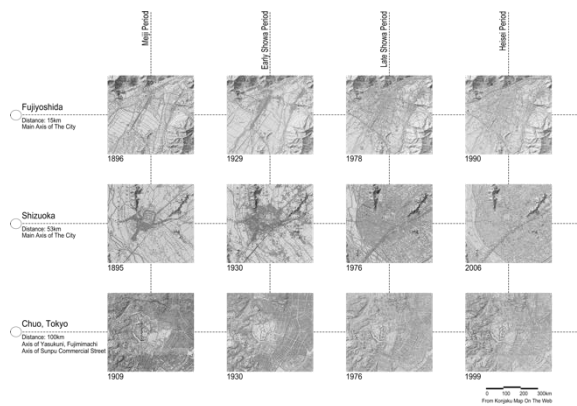 Meiji Period
Early Showa Period
Late Showa Period
Heisei Period
Fujiyoshida
Distance: 15km
Main Axis of The City
1896
1929
1978
1990
Shizuoka
Distance: 53km
Main Axis of The City
1895
1930
1976
2006
Chuo, Tokyo
Distance: 100km
Axis of Yasukuni, Fujimimachi
Axis of Sunpu Commercial Street
1909
1930
1976
1999
0 100 200 300km
From Konjaku Map On The Web